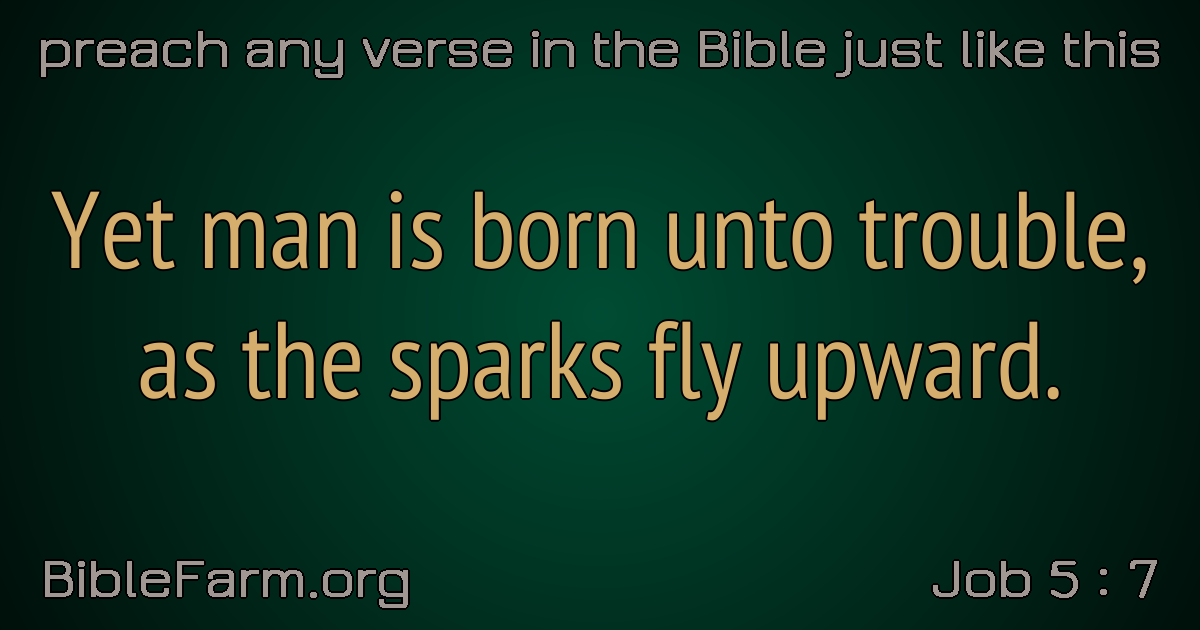 preach any verse in the Bible just like this
Yet man is born unto trouble,
as the sparks fly upward.
BibleFarm.org
Job 5 : 7